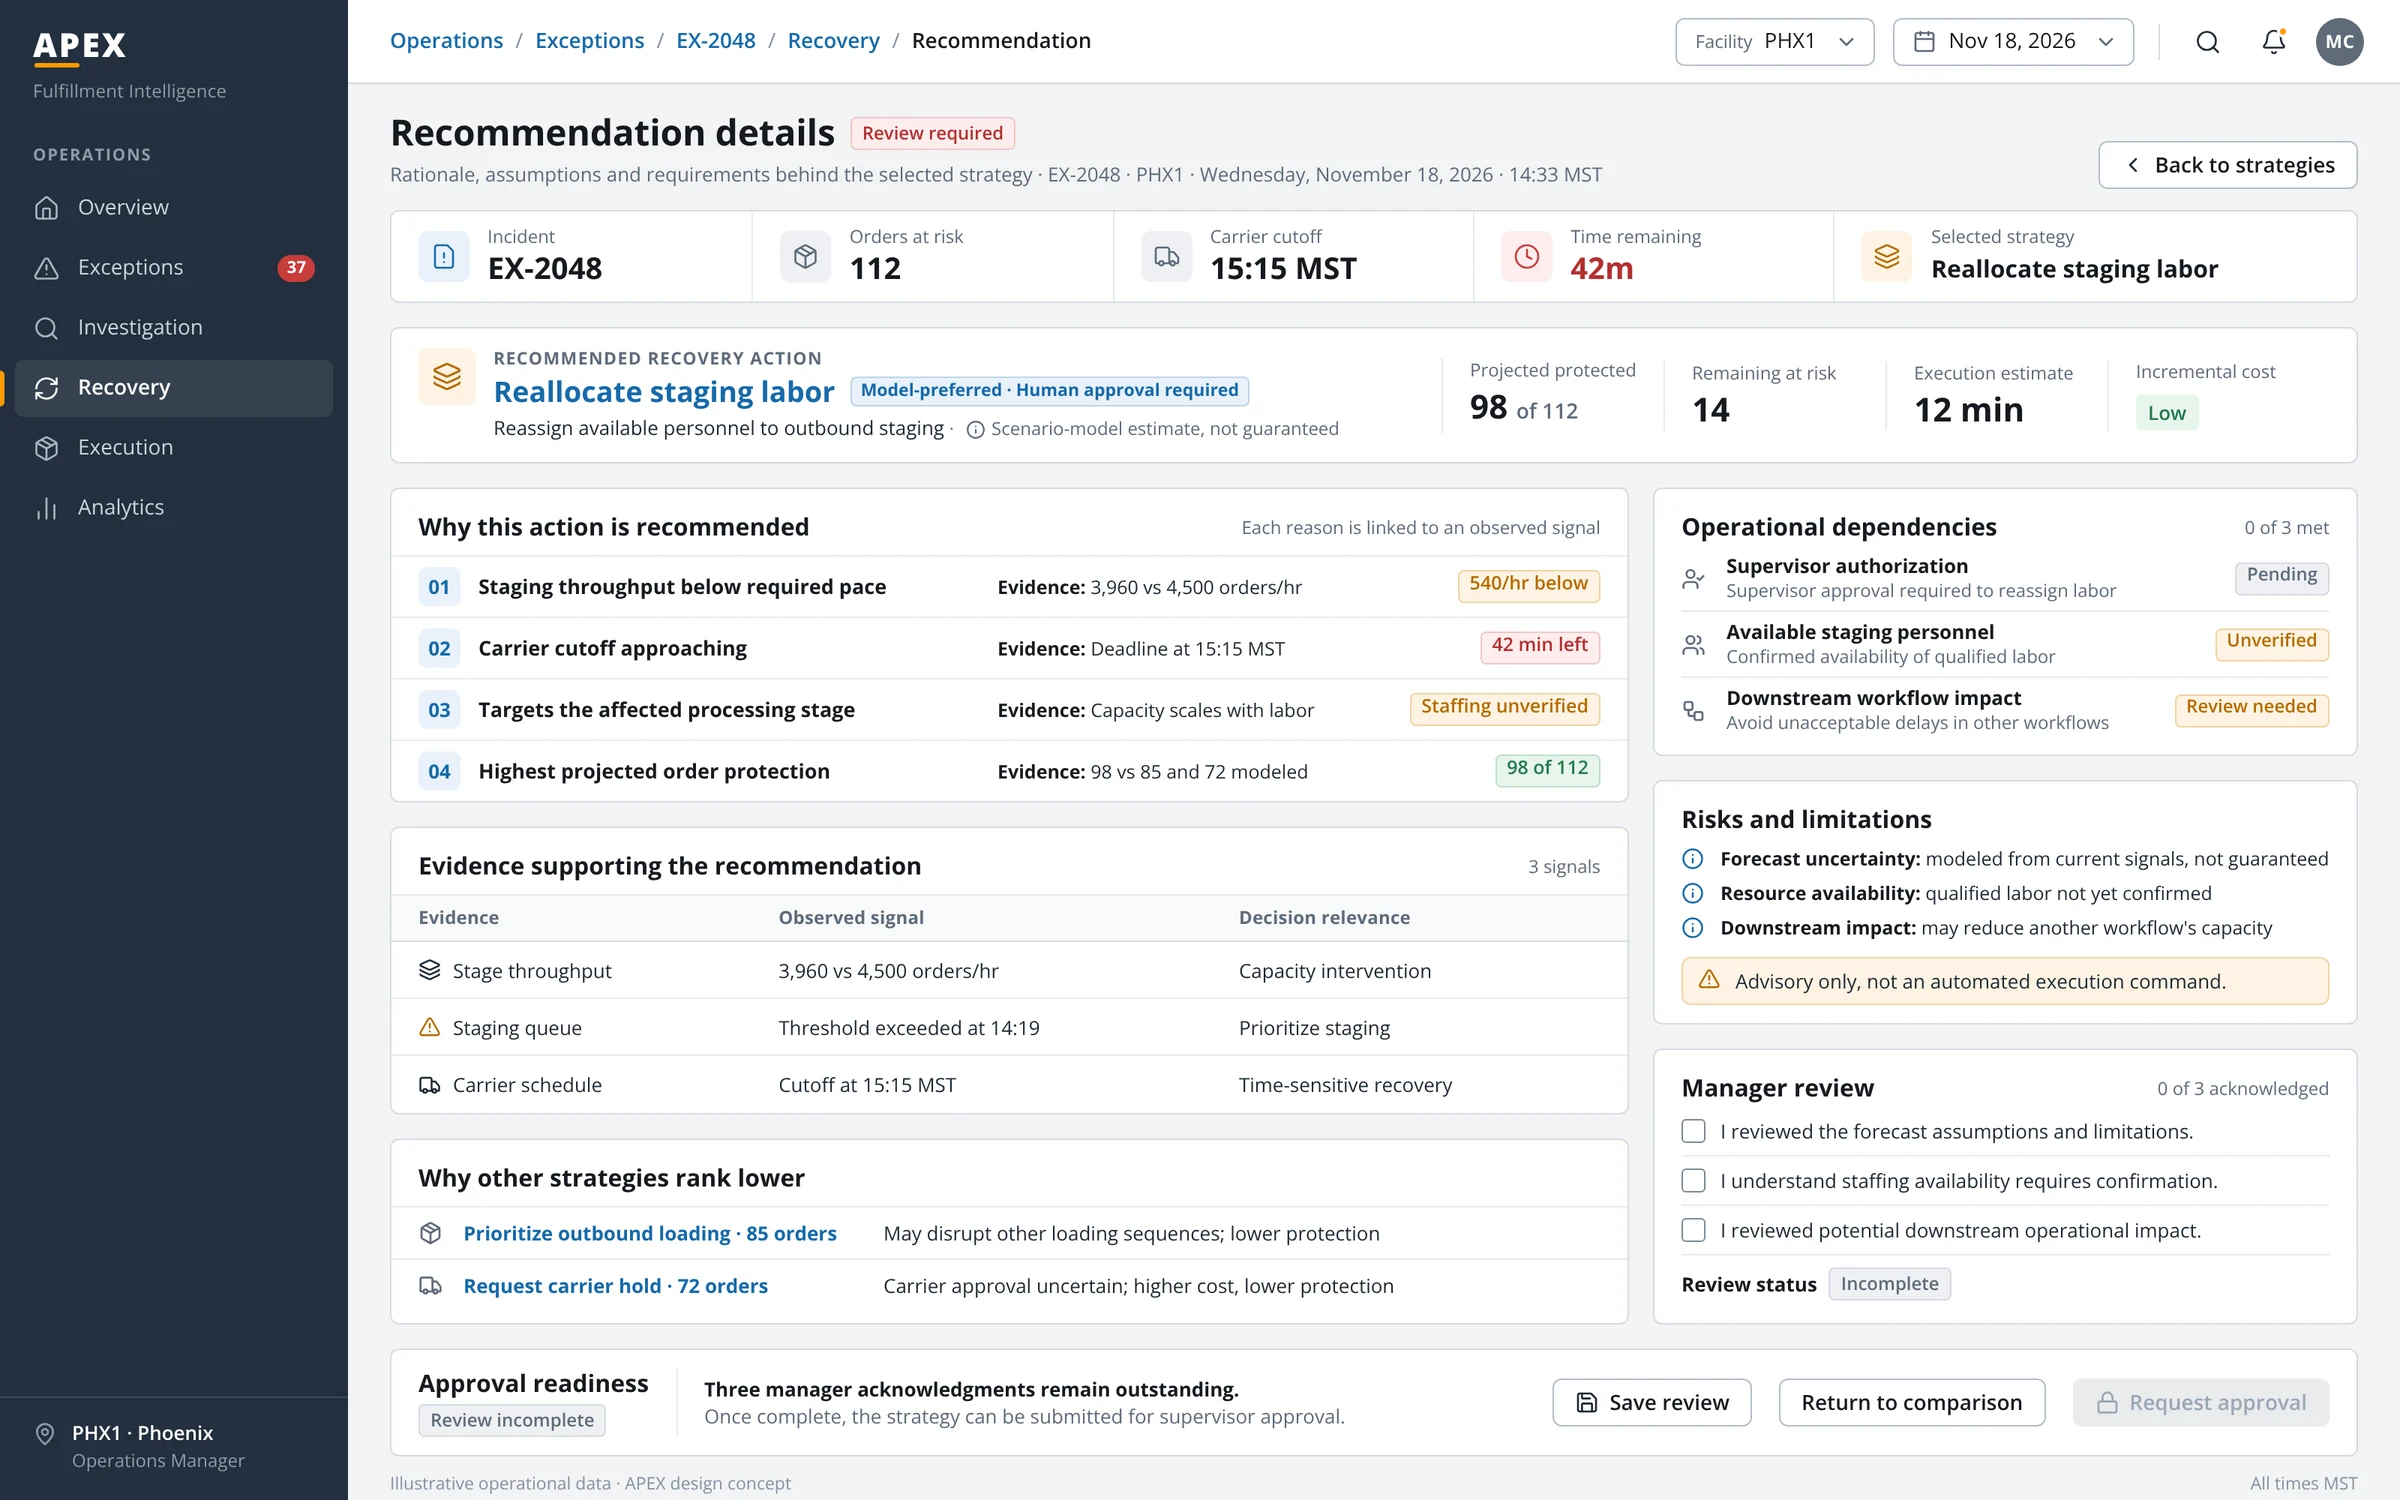 APEX
Fulfillment Intelligence
OPERATIONS
Overview
Exceptions 37
Investigation
Recovery
Execution
Analytics
PHX1 · Phoenix
Operations Manager
Operations / Exceptions / EX-2048 / Recovery / Recommendation
Facility PHX1
Nov 18, 2026
MC
Recommendation details Review required
Rationale, assumptions and requirements behind the selected strategy · EX-2048 · PHX1 · Wednesday, November 18, 2026 · 14:33 MST
Back to strategies
Incident
EX-2048
Orders at risk
112
Carrier cutoff
15:15 MST
Time remaining
42m
Selected strategy
Reallocate staging labor
RECOMMENDED RECOVERY ACTION
Reallocate staging labor Model-preferred · Human approval required
Reassign available personnel to outbound staging · Scenario-model estimate, not guaranteed
Projected protected
98 of 112
Remaining at risk
14
Execution estimate
12 min
Incremental cost
Low
Why this action is recommended Each reason is linked to an observed signal
01 Staging throughput below required pace Evidence: 3,960 vs 4,500 orders/hr 540/hr below
02 Carrier cutoff approaching Evidence: Deadline at 15:15 MST 42 min left
03 Targets the affected processing stage Evidence: Capacity scales with labor Staffing unverified
04 Highest projected order protection Evidence: 98 vs 85 and 72 modeled 98 of 112
Evidence supporting the recommendation 3 signals
Evidence Observed signal Decision relevance
Stage throughput 3,960 vs 4,500 orders/hr Capacity intervention
Staging queue Threshold exceeded at 14:19 Prioritize staging
Carrier schedule Cutoff at 15:15 MST Time-sensitive recovery
Why other strategies rank lower
Prioritize outbound loading · 85 orders May disrupt other loading sequences; lower protection
Request carrier hold · 72 orders Carrier approval uncertain; higher cost, lower protection
Operational dependencies 0 of 3 met
Supervisor authorization
Supervisor approval required to reassign labor
Pending
Available staging personnel
Confirmed availability of qualified labor
Unverified
Downstream workflow impact
Avoid unacceptable delays in other workflows
Review needed
Risks and limitations
Forecast uncertainty: modeled from current signals, not guaranteed
Resource availability: qualified labor not yet confirmed
Downstream impact: may reduce another workflow's capacity
Advisory only, not an automated execution command.
Manager review 0 of 3 acknowledged
I reviewed the forecast assumptions and limitations.
I understand staffing availability requires confirmation.
I reviewed potential downstream operational impact.
Review status Incomplete
Approval readiness
Review incomplete
Three manager acknowledgments remain outstanding.
Once complete, the strategy can be submitted for supervisor approval.
Save review
Return to comparison
Request approval
Illustrative operational data · APEX design concept
All times MST